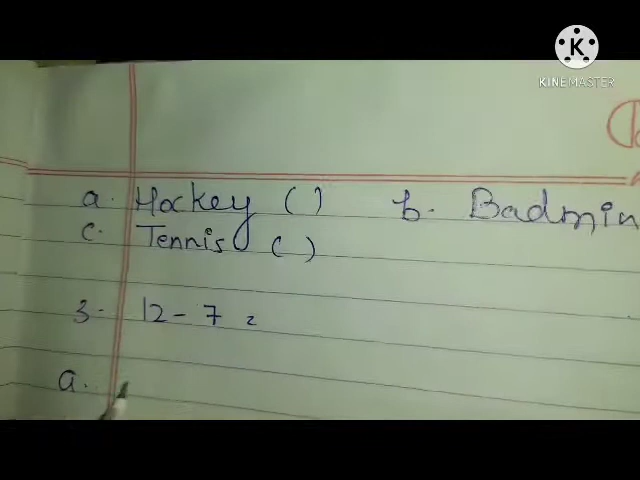 KINEMASTER
a. Hockey ( ) b. Badmin
c. Tennis ( )
3. 12 - 7 =
a.